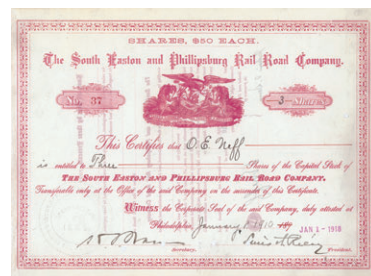 SHARES, $50 EACH.
The South Easton and Phillipsburg Rail Road Company.
No. 37
3 Shares
This Certifies that O. E. Neff
is entitled to Three Shares of the Capital Stock of
THE SOUTH EASTON AND PHILLIPSBURG RAIL ROAD COMPANY,
Transferable only at the Office of the said Company on the surrender of this Certificate.
Witness the Corporate Seal of the said Company, duly attested at
Philadelphia, January 1 1910 JAN 1 - 1910
Secretary. President.